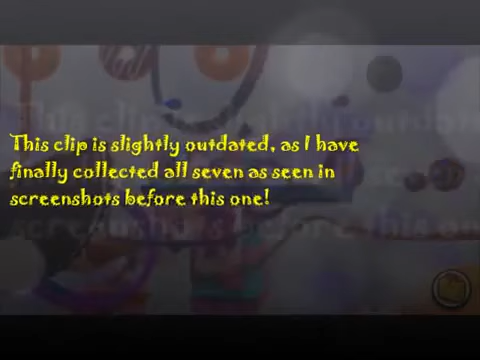 This clip is slightly outdated, as I have
finally collected all seven as seen in
screenshots before this one!